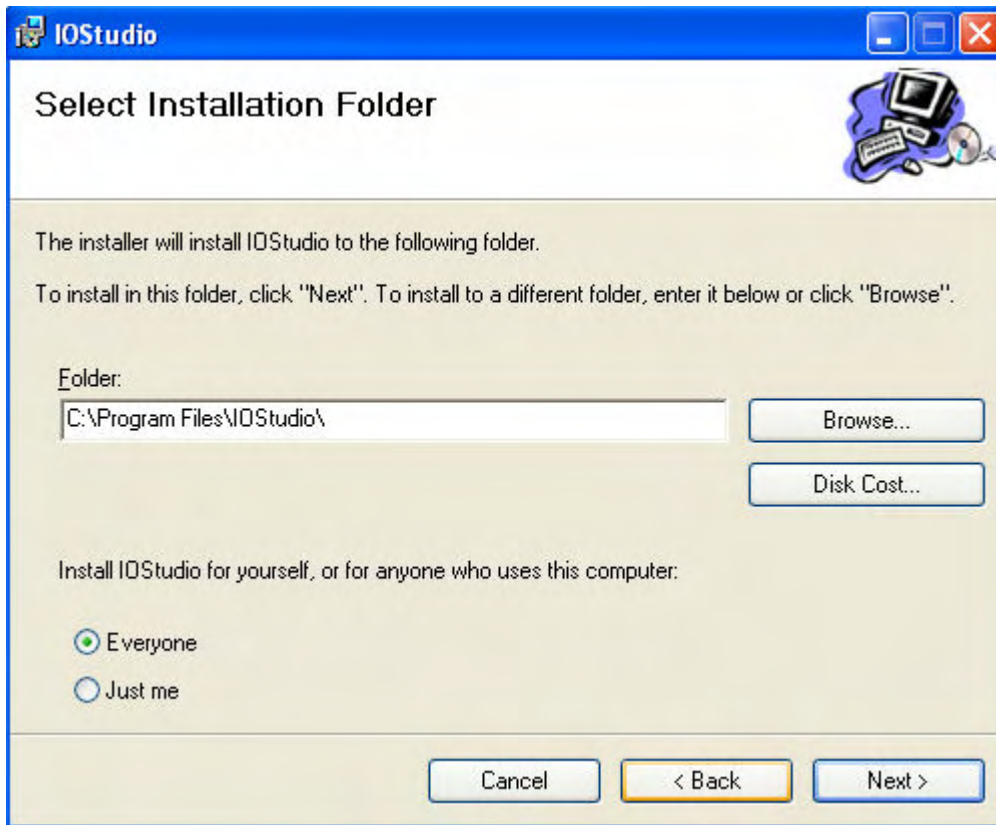 IOStudio
Select Installation Folder
The installer will install IOStudio to the following folder.
To install in this folder, click "Next". To install to a different folder, enter it below or click "Browse".
Folder:
C:\Program Files\IOStudio\
Browse...
Disk Cost...
Install IOStudio for yourself, or for anyone who uses this computer:
Everyone
Just me
Cancel
< Back
Next >